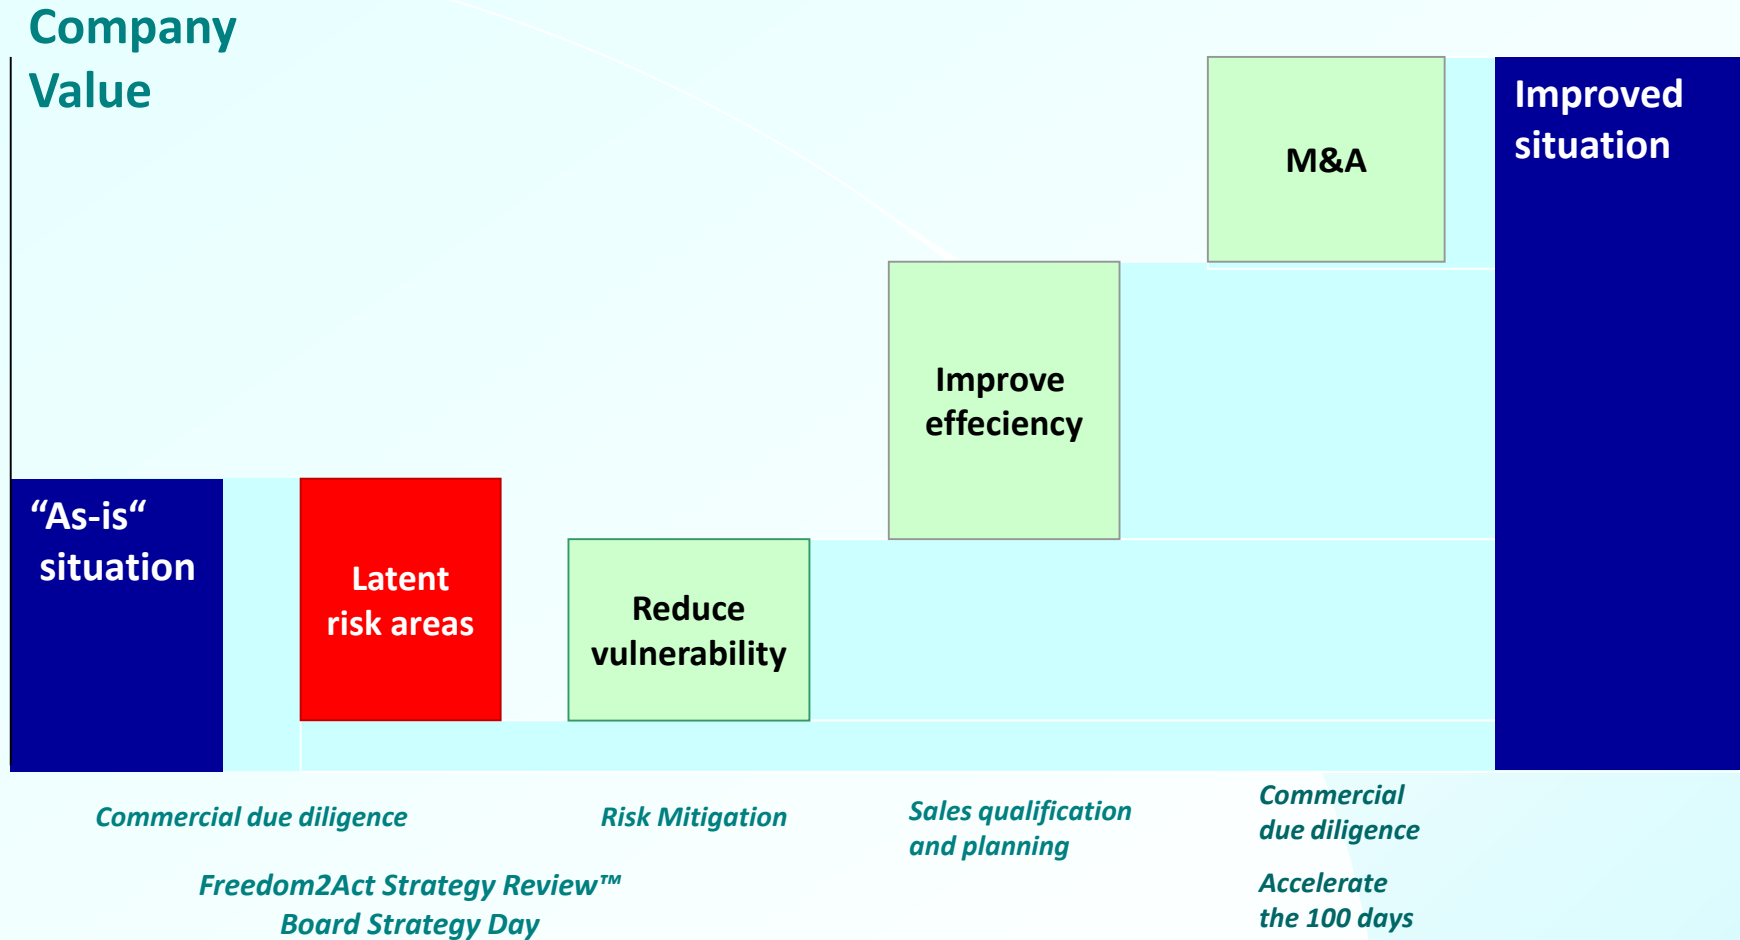 Company
Value
“As-is“
situation
Latent
risk areas
Reduce
vulnerability
Improve
effeciency
M&A
Improved
situation
Commercial due diligence
Freedom2Act Strategy Review™
Board Strategy Day
Risk Mitigation
Sales qualification
and planning
Commercial
due diligence
Accelerate
the 100 days